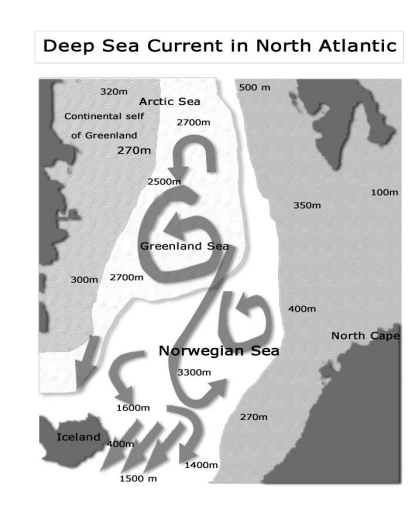 Deep Sea Current in North Atlantic
320m
500 m
Arctic Sea
Continental self
of Greenland
2700m
270m
2500m
100m
350m
Greenland Sea
300m
2700m
400m
North Cape
Norwegian Sea
3300m
1600m
270m
Iceland
400m
1400m
1500 m